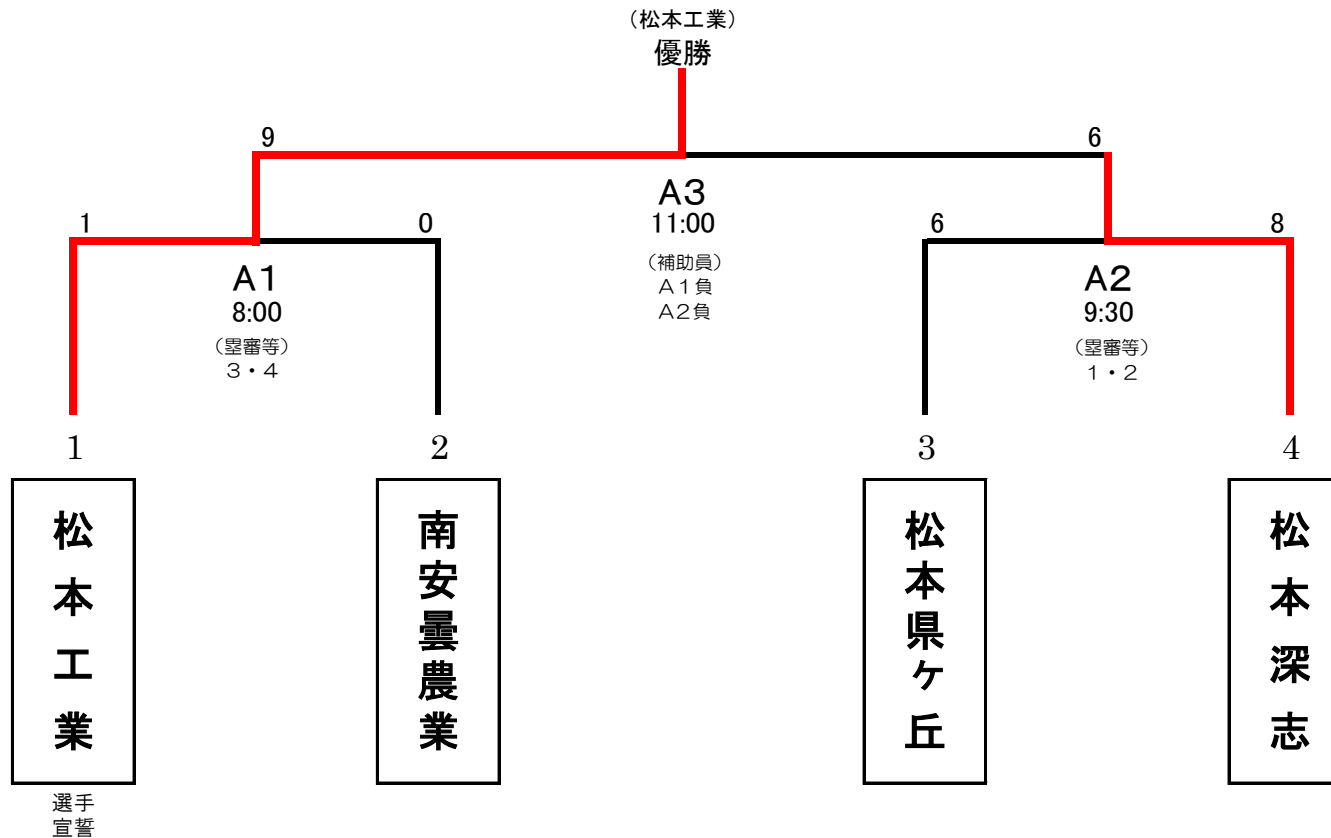 (松本工業)
優勝
9
6
A3
11:00
(補助員)
A1負
A2負
1
0
A1
8:00
(塁審等)
3・4
6
8
A2
9:30
(塁審等)
1・2
1
2
3
4
松本工業
南安曇農業
松本県ケ丘
松本深志
選手
宣誓